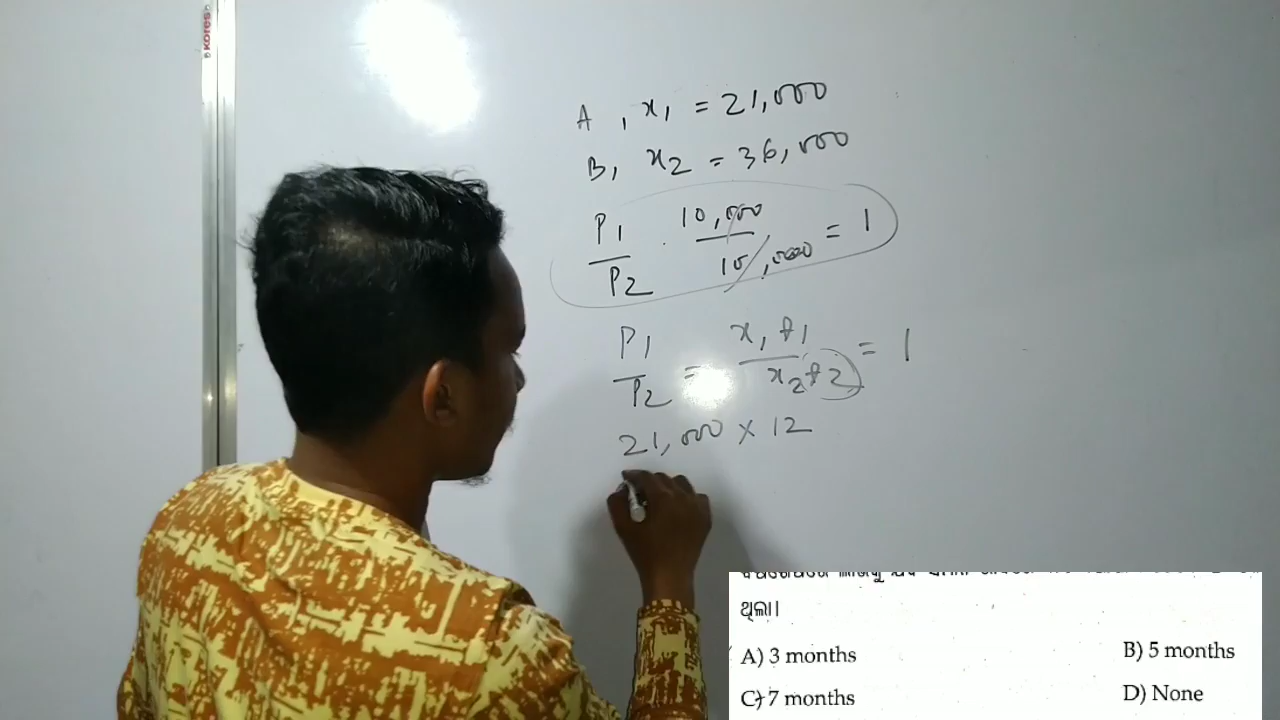 kores
A , x₁ = 21,000
B, x₂ = 36,000
P₁ / P₂ . 10,000 / 10,000 = 1
P₁ / P₂ = x₁ t₁ / x₂ t₂ = 1
21,000 × 12
ଥିଲା।
A) 3 months
B) 5 months
C) 7 months
D) None